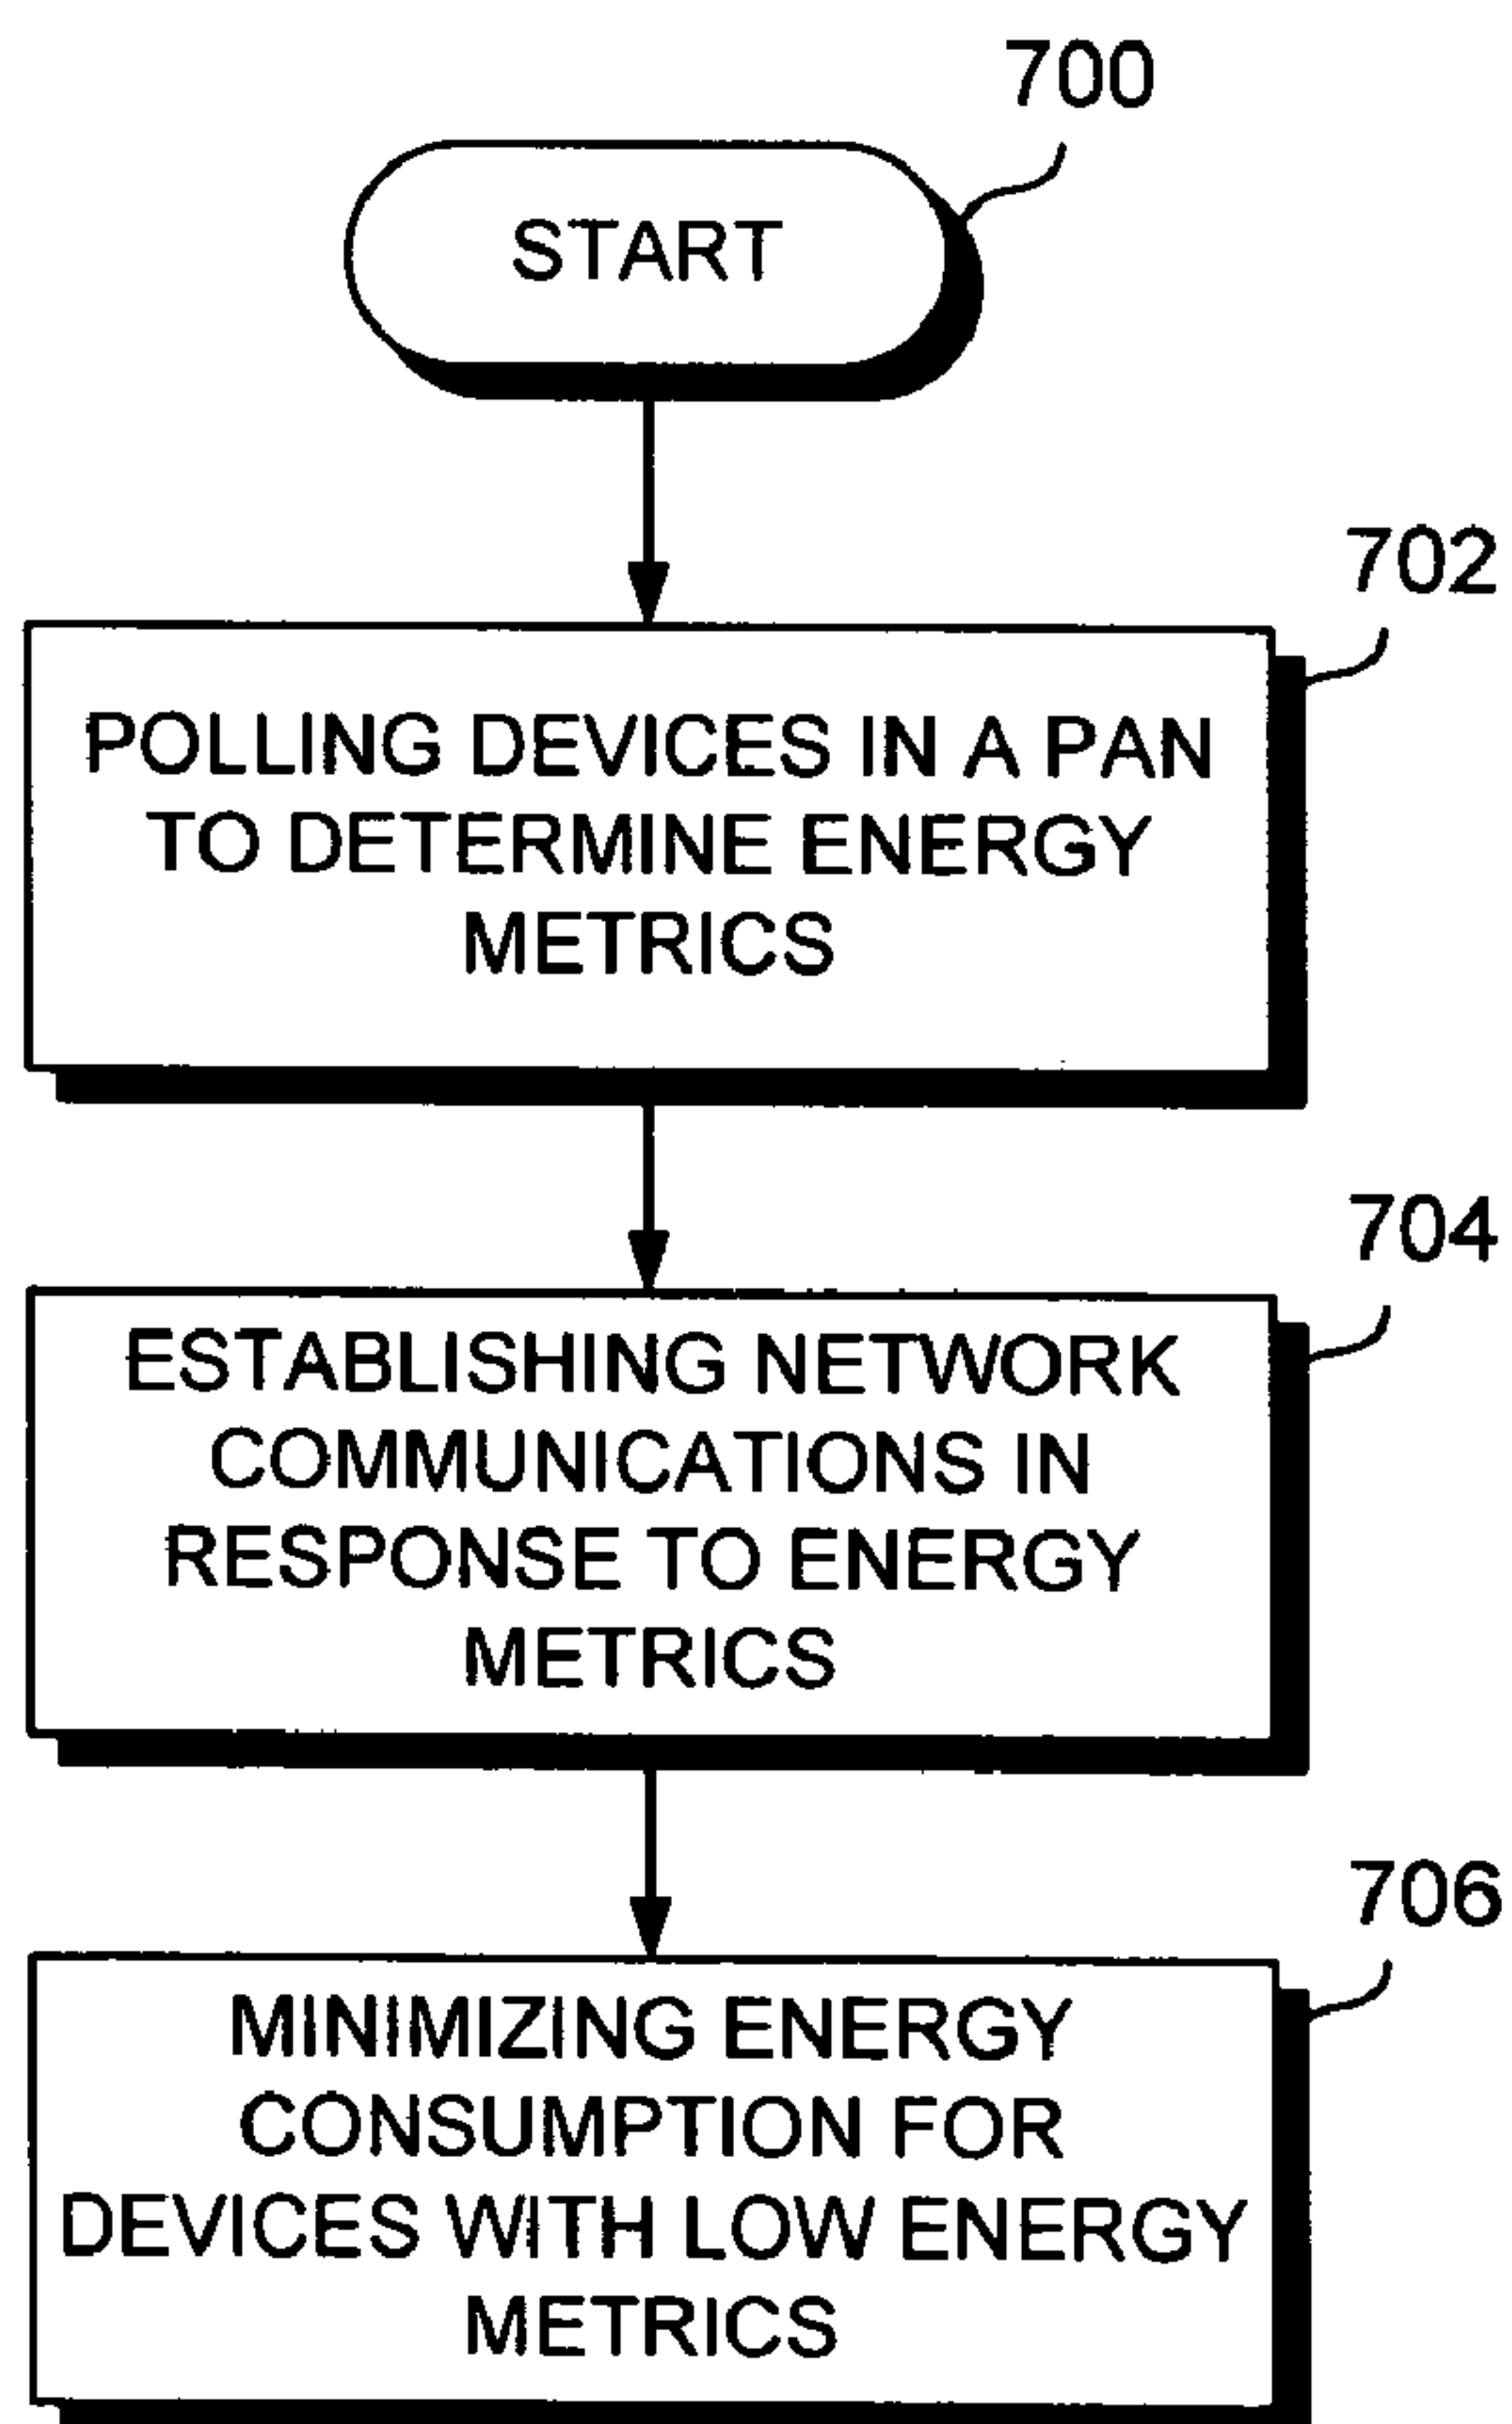 700
START
702
POLLING DEVICES IN A PAN
TO DETERMINE ENERGY
METRICS
704
ESTABLISHING NETWORK
COMMUNICATIONS IN
RESPONSE TO ENERGY
METRICS
706
MINIMIZING ENERGY
CONSUMPTION FOR
DEVICES WITH LOW ENERGY
METRICS